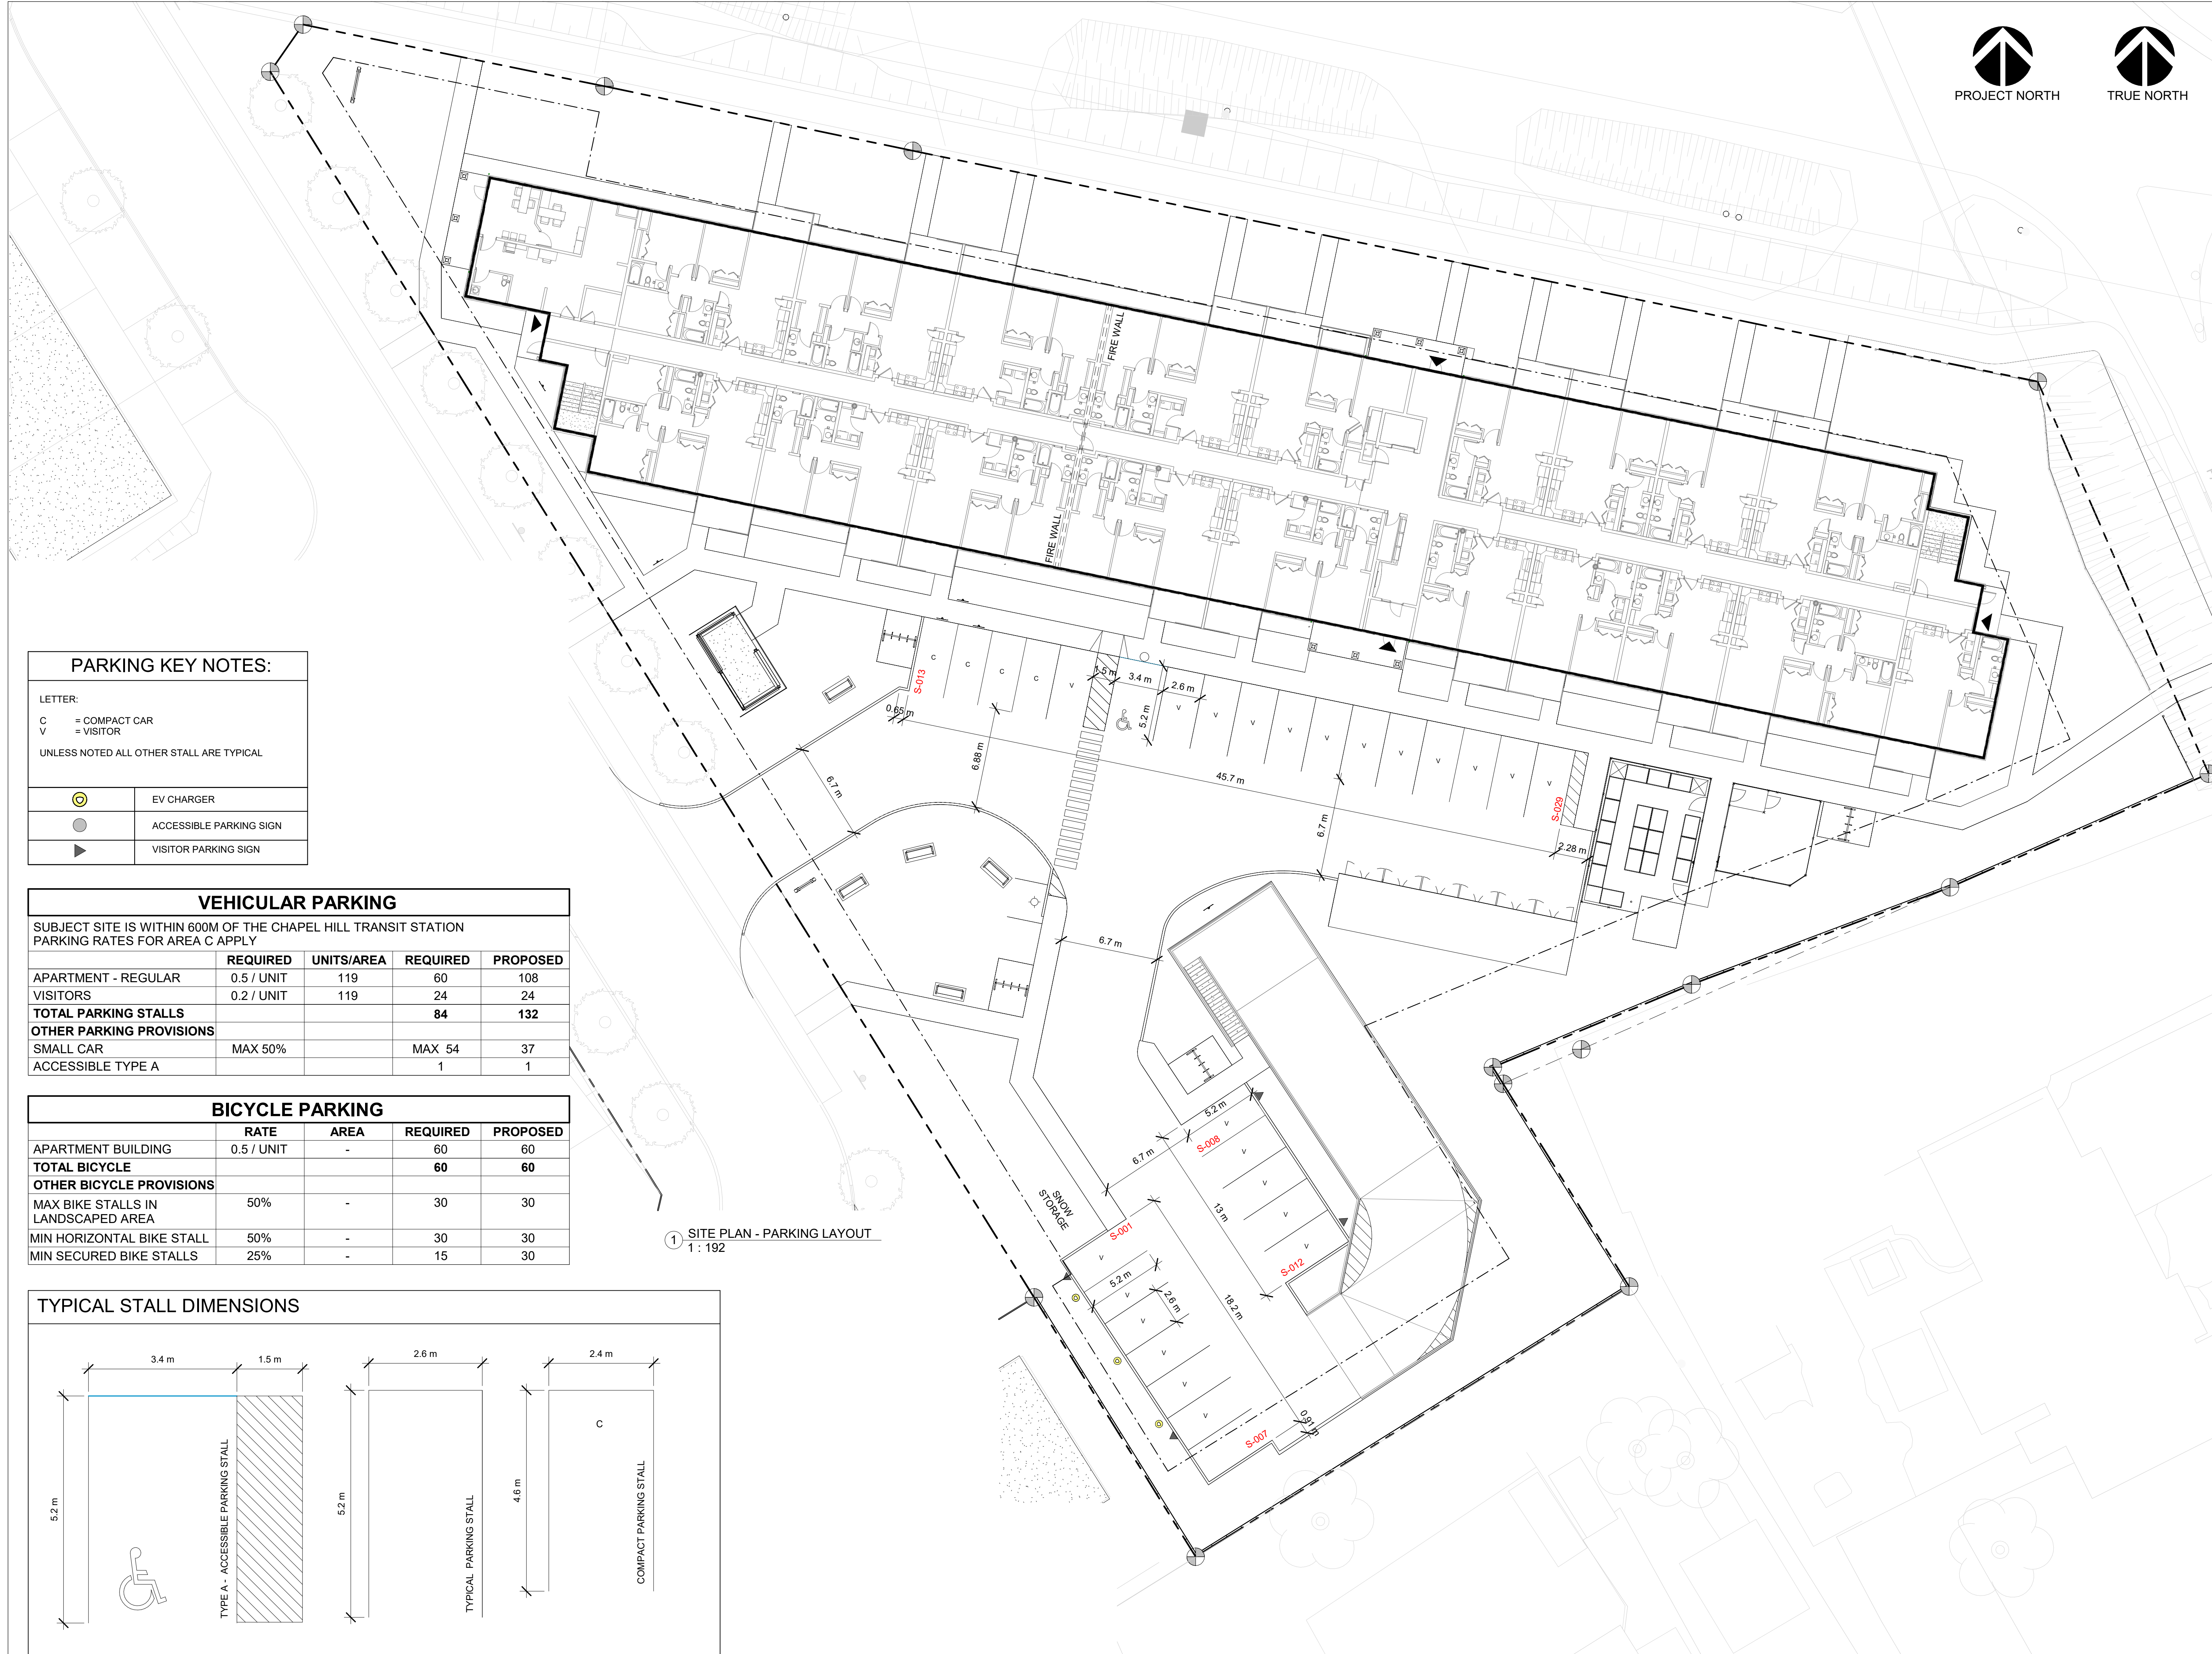 PROJECT NORTH
TRUE NORTH
FIRE WALL
FIRE WALL
PARKING KEY NOTES:
LETTER:
C = COMPACT CAR
V = VISITOR
UNLESS NOTED ALL OTHER STALL ARE TYPICAL
EV CHARGER
ACCESSIBLE PARKING SIGN
VISITOR PARKING SIGN
VEHICULAR PARKING
SUBJECT SITE IS WITHIN 600M OF THE CHAPEL HILL TRANSIT STATION
PARKING RATES FOR AREA C APPLY
REQUIRED UNITS/AREA REQUIRED PROPOSED
APARTMENT - REGULAR 0.5 / UNIT 119 60 108
VISITORS 0.2 / UNIT 119 24 24
TOTAL PARKING STALLS 84 132
OTHER PARKING PROVISIONS
SMALL CAR MAX 50% MAX 54 37
ACCESSIBLE TYPE A 1 1
BICYCLE PARKING
RATE AREA REQUIRED PROPOSED
APARTMENT BUILDING 0.5 / UNIT - 60 60
TOTAL BICYCLE 60 60
OTHER BICYCLE PROVISIONS
MAX BIKE STALLS IN 50% - 30 30
LANDSCAPED AREA
MIN HORIZONTAL BIKE STALL 50% - 30 30
MIN SECURED BIKE STALLS 25% - 15 30
S-013
C
C
C
C
V
1.5 m
3.4 m
2.6 m
5.2 m
V
V
V
V
V
V
V
V
V
V
V
0.65 m
6.88 m
6.7 m
45.7 m
6.7 m
S-029
2.28 m
6.7 m
5.2 m
S-008
6.7 m
V
V
V
V
V
13 m
S-012
SNOW
STORAGE
S-001
V
5.2 m
V
2.6 m
V
V
V
V
18.2 m
0.91 m
S-007
1 SITE PLAN - PARKING LAYOUT
1 : 192
TYPICAL STALL DIMENSIONS
3.4 m
1.5 m
5.2 m
TYPE A - ACCESSIBLE PARKING STALL
2.6 m
5.2 m
TYPICAL PARKING STALL
2.4 m
4.6 m
C
COMPACT PARKING STALL